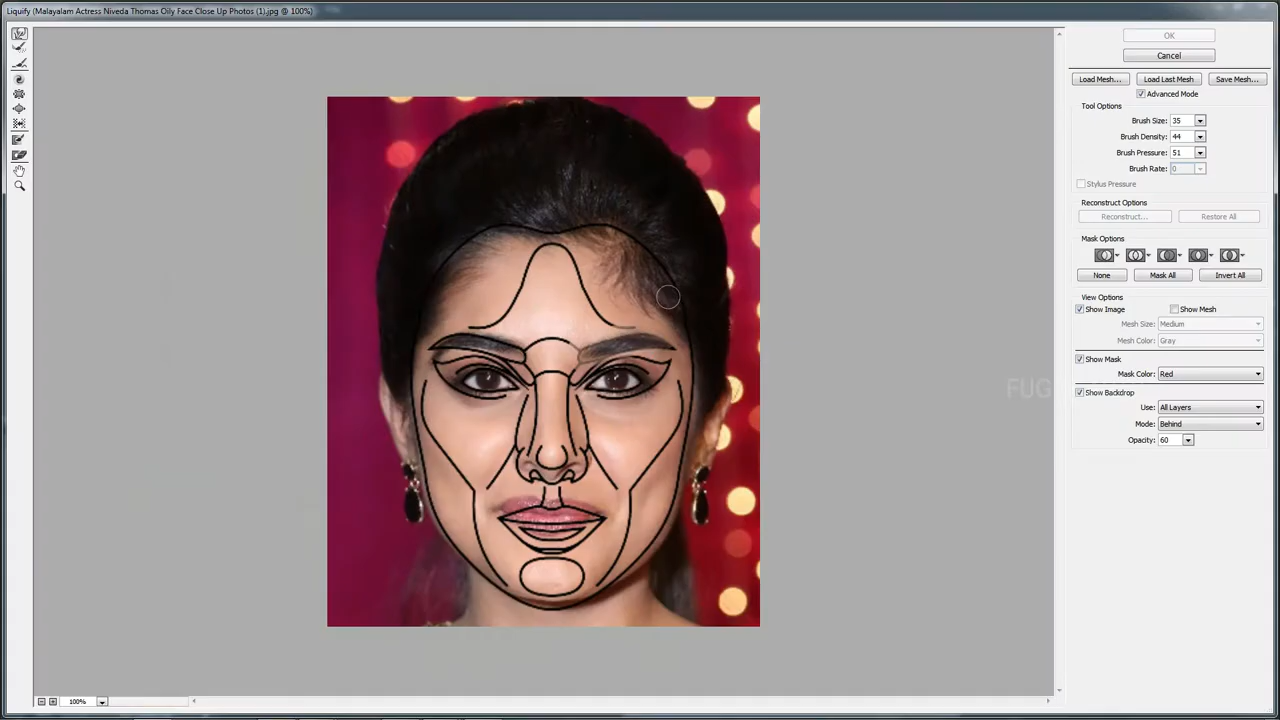 Liquify (Malayalam Actress Niveda Thomas Oily Face Close Up Photos (1).jpg @ 100%)
OK
Cancel
Load Mesh... Load Last Mesh Save Mesh...
Advanced Mode
Tool Options
Brush Size: 35
Brush Density: 44
Brush Pressure: 51
Brush Rate: 0
Stylus Pressure
Reconstruct Options
Reconstruct... Restore All
Mask Options
None Mask All Invert All
View Options
Show Image Show Mesh
Mesh Size: Medium
Mesh Color: Gray
Show Mask
Mask Color: Red
FUG
Show Backdrop
Use: All Layers
Mode: Behind
Opacity: 60
100%